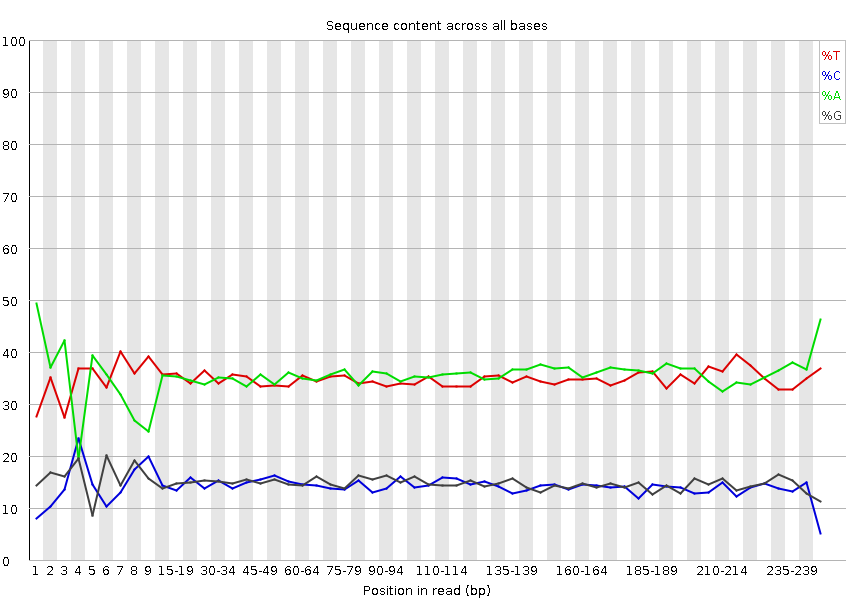 Sequence content across all bases
100
90
80
70
60
50
40
30
20
10
0
%T
%C
%A
%G
1 2 3 4 5 6 7 8 9 15-19 30-34 45-49 60-64 75-79 90-94 110-114 135-139 160-164 185-189 210-214 235-239
Position in read (bp)